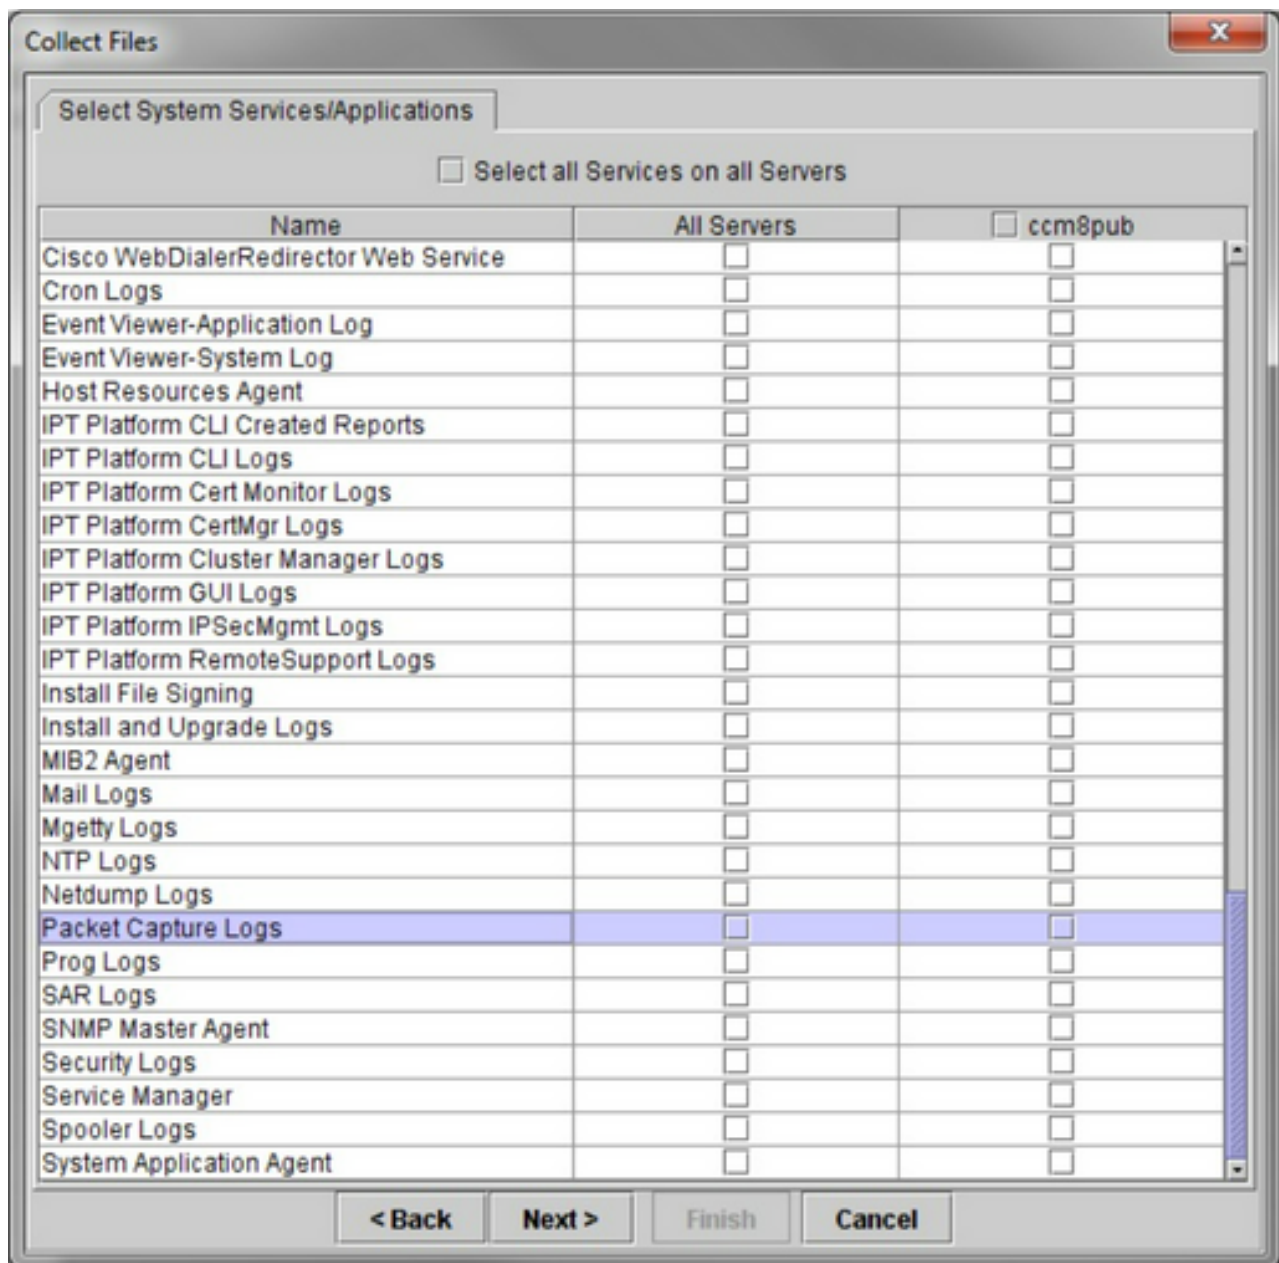 Collect Files
Select System Services/Applications
Select all Services on all Servers
Name All Servers ccm8pub
Cisco WebDialerRedirector Web Service
Cron Logs
Event Viewer-Application Log
Event Viewer-System Log
Host Resources Agent
IPT Platform CLI Created Reports
IPT Platform CLI Logs
IPT Platform Cert Monitor Logs
IPT Platform CertMgr Logs
IPT Platform Cluster Manager Logs
IPT Platform GUI Logs
IPT Platform IPSecMgmt Logs
IPT Platform RemoteSupport Logs
Install File Signing
Install and Upgrade Logs
MIB2 Agent
Mail Logs
Mgetty Logs
NTP Logs
Netdump Logs
Packet Capture Logs
Prog Logs
SAR Logs
SNMP Master Agent
Security Logs
Service Manager
Spooler Logs
System Application Agent
< Back Next > Finish Cancel